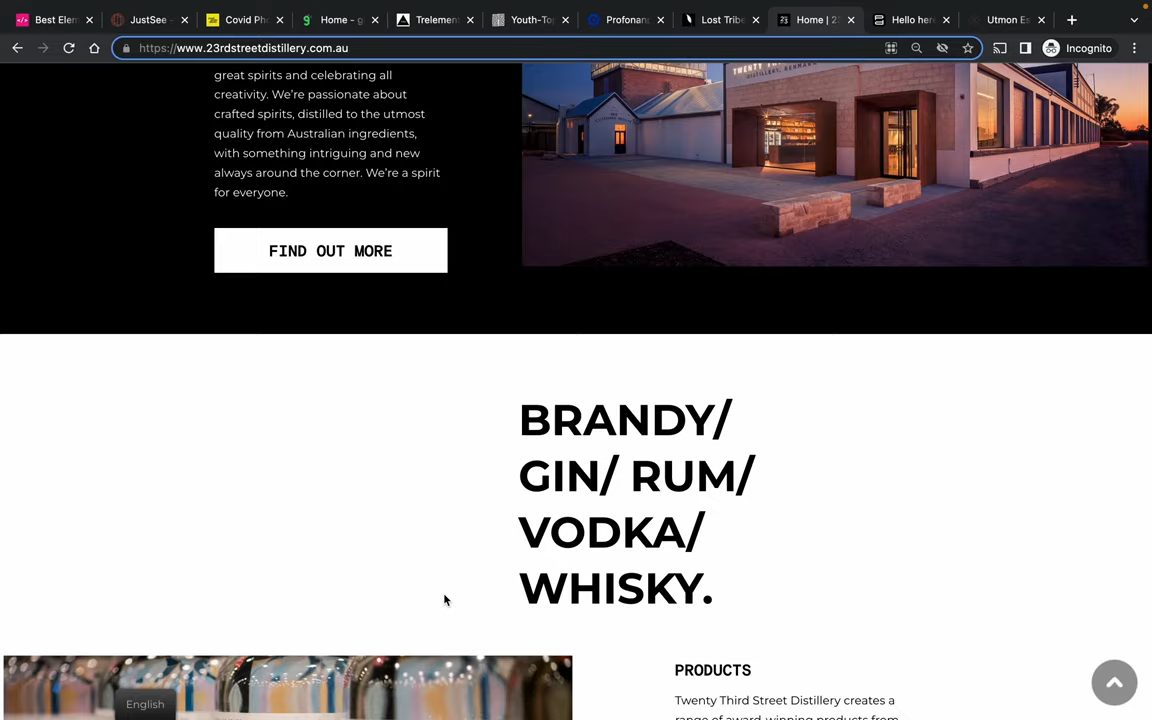 Best Elem
JustSee -
Covid Ph
Home - g
Trelement
Youth-To
Profonan
Lost Tribe
Home | 2
Hello here
Utmon Es
https://www.23rdstreetdistillery.com.au
Incognito
great spirits and celebrating all
creativity. We're passionate about
crafted spirits, distilled to the utmost
quality from Australian ingredients,
with something intriguing and new
always around the corner. We're a spirit
for everyone.
FIND OUT MORE
BRANDY/
GIN/ RUM/
VODKA/
WHISKY.
PRODUCTS
Twenty Third Street Distillery creates a
range of award-winning products from
English